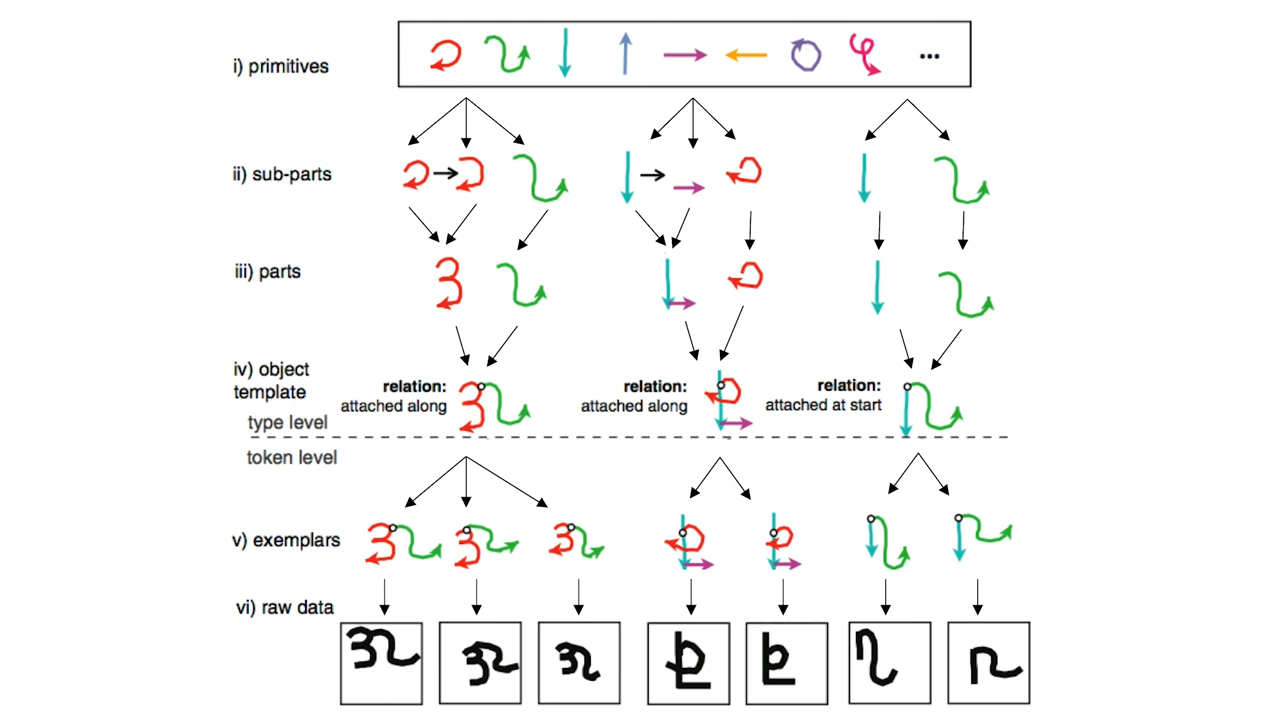 i) primitives
...
ii) sub-parts
iii) parts
iv) object
template
relation:
attached along
relation:
attached along
relation:
attached at start
type level
token level
v) exemplars
vi) raw data